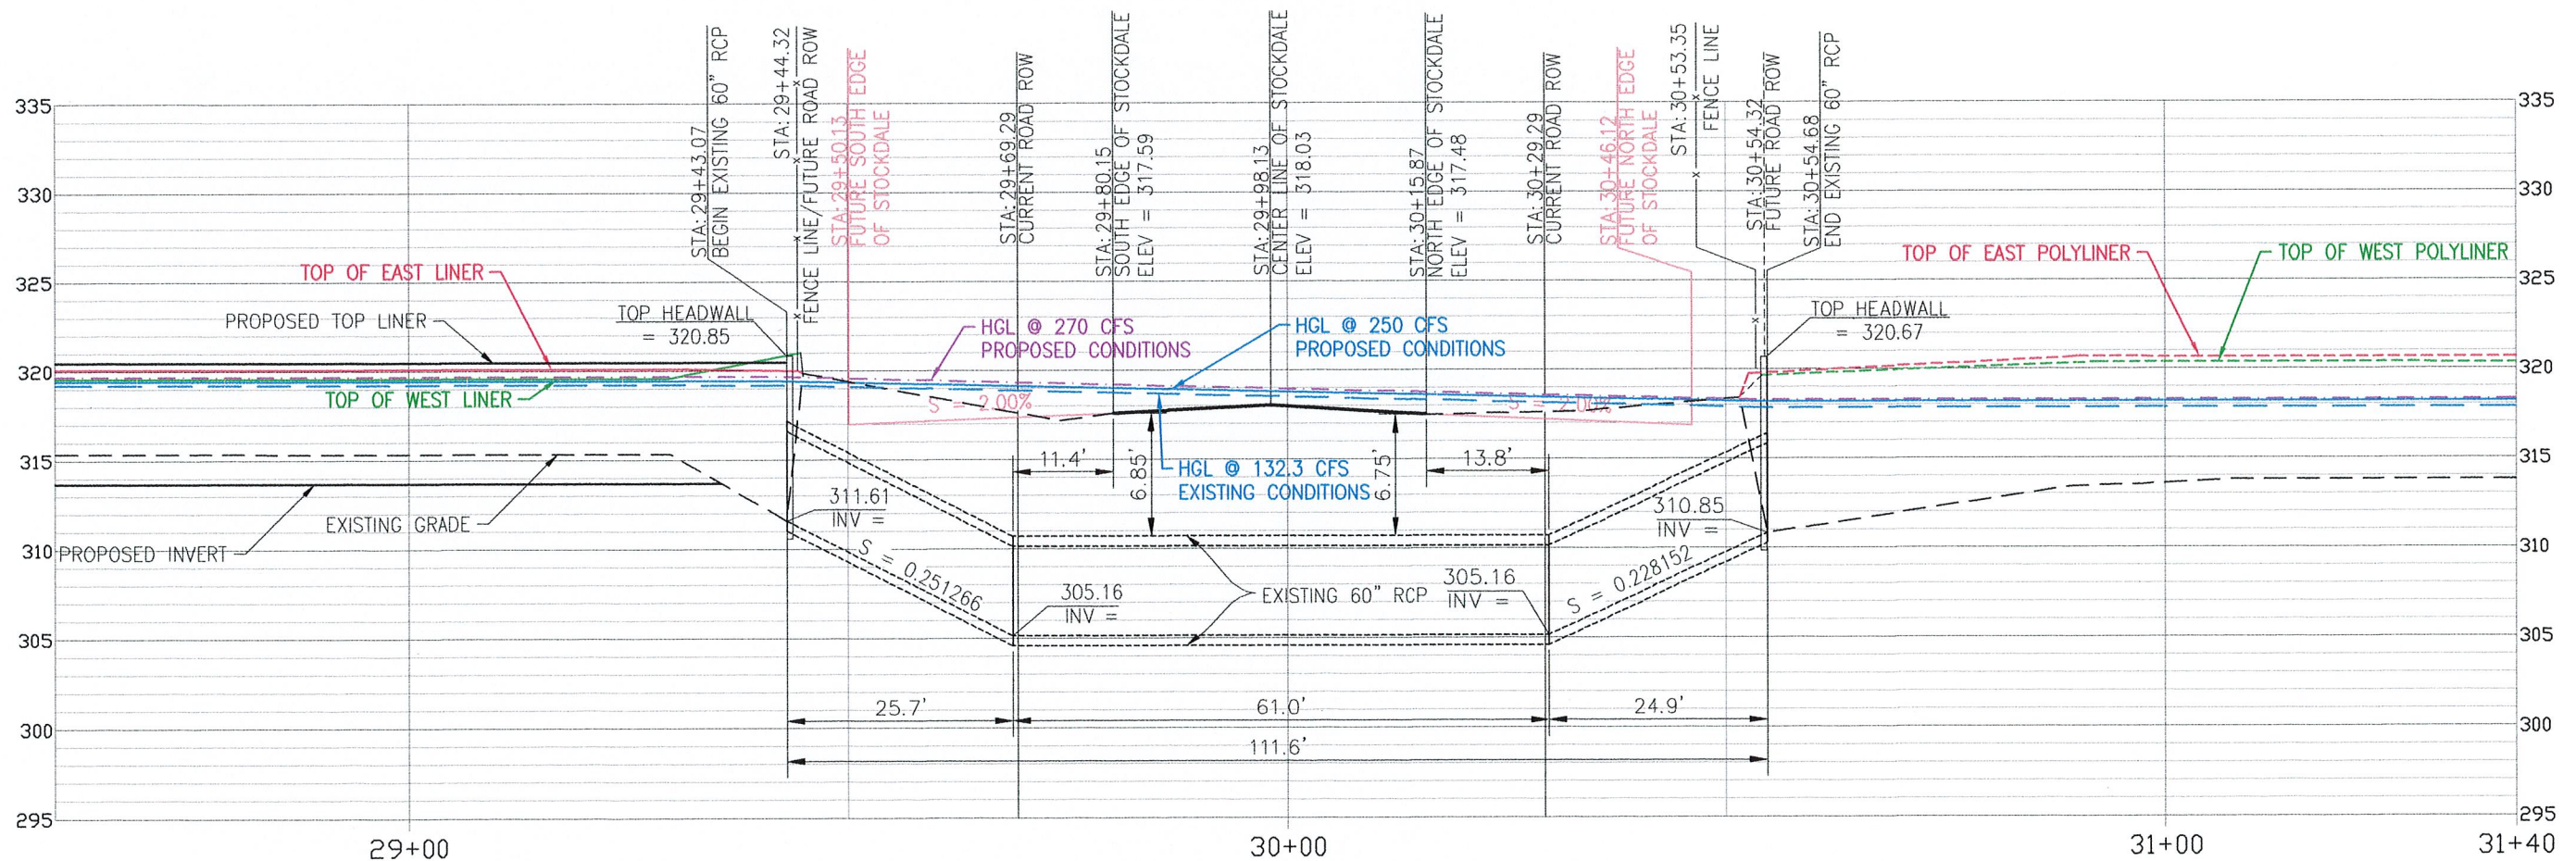 STA:29+43.07
BEGIN EXISTING 60" RCP
STA:29+44.32
FENCE LINE/FUTURE ROAD ROW
STA:29+50.13
FUTURE SOUTH EDGE
OF STOCKDALE
STA:29+69.29
CURRENT ROAD ROW
STA:29+80.15
SOUTH EDGE OF STOCKDALE
ELEV = 317.59
STA:29+98.13
CENTER LINE OF STOCKDALE
ELEV = 318.03
STA:30+15.87
NORTH EDGE OF STOCKDALE
ELEV = 317.48
STA:30+29.29
CURRENT ROAD ROW
STA:30+46.12
FUTURE NORTH EDGE
OF STOCKDALE
STA:30+53.35
FENCE LINE
STA:30+54.32
FUTURE ROAD ROW
STA:30+54.68
END EXISTING 60" RCP
335
330
325
320
315
310
305
300
295
335
330
325
320
315
310
305
300
295
TOP OF EAST LINER
PROPOSED TOP LINER
TOP HEADWALL
= 320.85
TOP OF WEST LINER
EXISTING GRADE
PROPOSED INVERT
HGL @ 270 CFS
PROPOSED CONDITIONS
HGL @ 250 CFS
PROPOSED CONDITIONS
S = 2.00%
S = 2.00%
HGL @ 132.3 CFS
EXISTING CONDITIONS
11.4'
6.85'
6.75'
13.8'
311.61
INV =
S = 0.251266
305.16
INV =
EXISTING 60" RCP
305.16
INV =
S = 0.228152
310.85
INV =
TOP HEADWALL
= 320.67
TOP OF EAST POLYLINER
TOP OF WEST POLYLINER
25.7'
61.0'
24.9'
111.6'
29+00
30+00
31+00
31+40